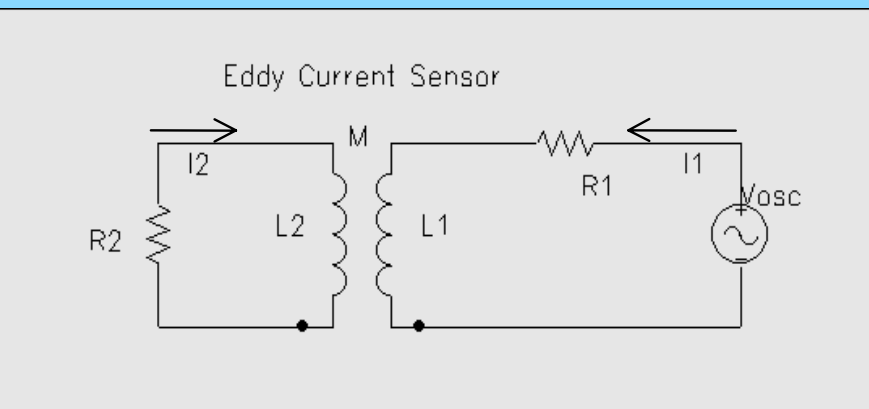 Eddy Current Sensor
M
I2
I1
R1
Vosc
R2
L2
L1